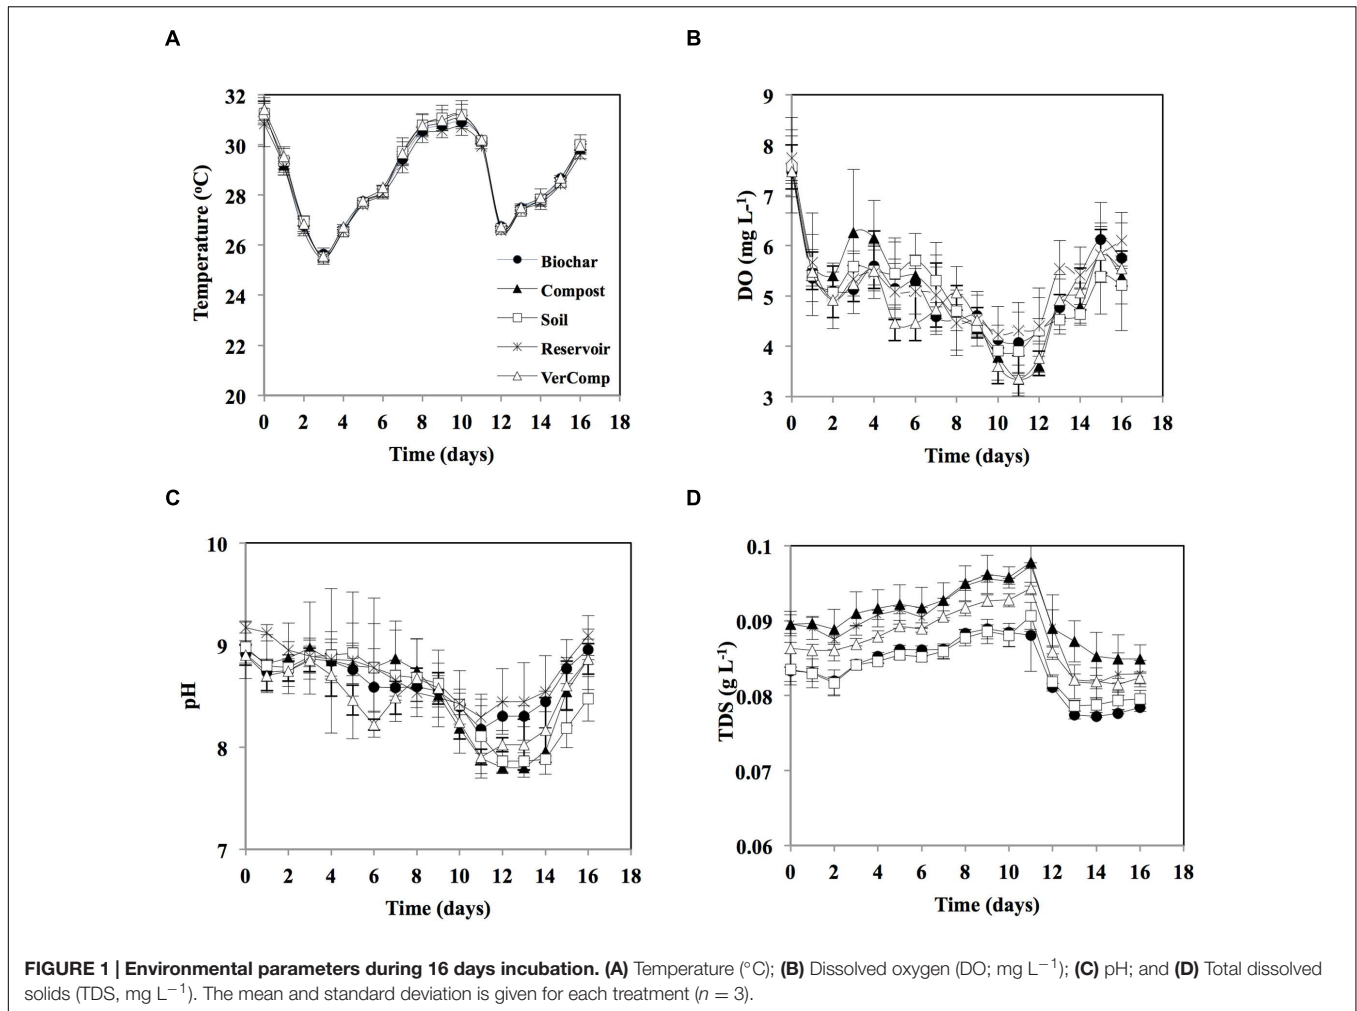 A
32
30
28
26
24
22
20
Temperature (°C)
0 2 4 6 8 10 12 14 16 18
Time (days)
Biochar
Compost
Soil
Reservoir
VerComp
B
9
8
7
6
5
4
3
DO (mg L-1)
0 2 4 6 8 10 12 14 16 18
Time (days)
C
10
9
8
7
pH
0 2 4 6 8 10 12 14 16 18
Time (days)
D
0.1
0.09
0.08
0.07
0.06
TDS (g L-1)
0 2 4 6 8 10 12 14 16 18
Time (days)
FIGURE 1 | Environmental parameters during 16 days incubation. (A) Temperature (°C); (B) Dissolved oxygen (DO; mg L−1); (C) pH; and (D) Total dissolved
solids (TDS, mg L−1). The mean and standard deviation is given for each treatment (n = 3).